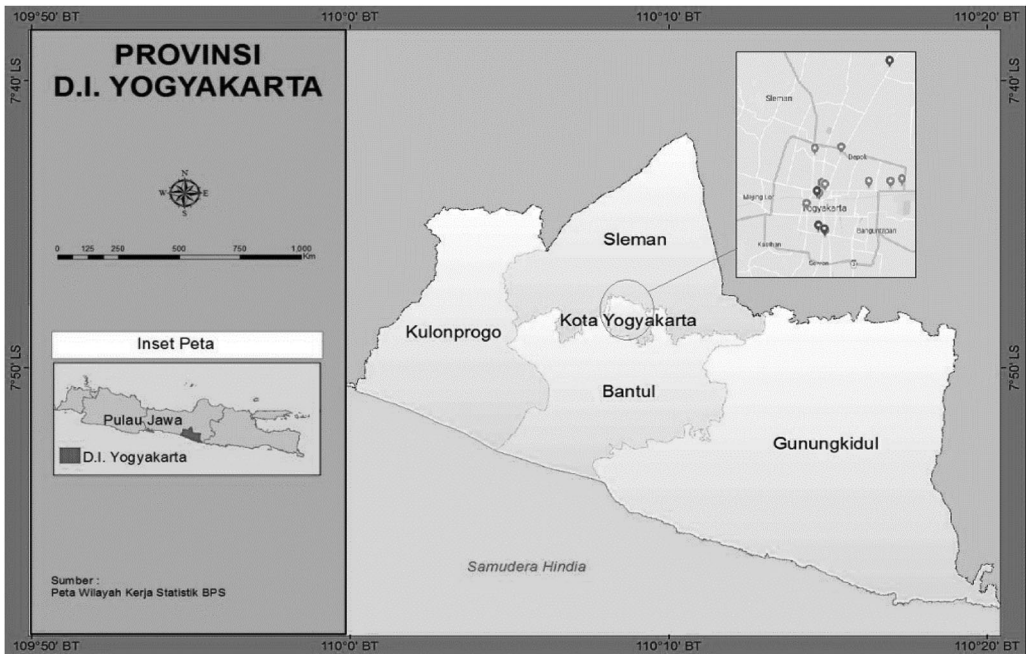 109°50' BT
110°0' BT
110°10' BT
110°20' BT
7°40' LS
7°50' LS
PROVINSI
D.I. YOGYAKARTA
N
W
E
S
0 125 250 500 750 1,000
Km
Inset Peta
Pulau Jawa
D.I. Yogyakarta
Sumber :
Peta Wilayah Kerja Statistik BPS
Sleman
Kota Yogyakarta
Kulonprogo
Bantul
Gunungkidul
Samudera Hindia
Sleman
Depok
Yogyakarta
Banguntapan
Kasihan
7°40' LS
7°50' LS
109°50' BT
110°0' BT
110°10' BT
110°20' BT